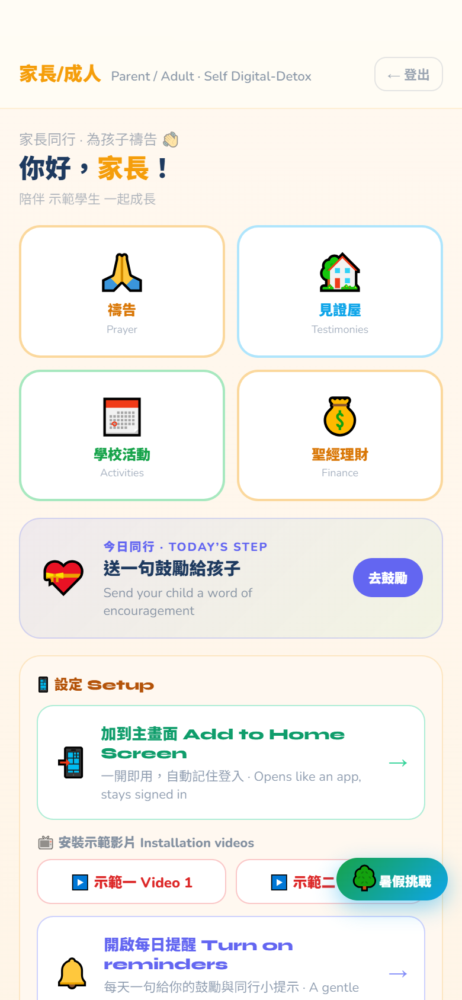 家長/成人 Parent / Adult · Self Digital-Detox
← 登出
家長同行 · 為孩子禱告 👋
你好，家長！
陪伴 示範學生 一起成長
禱告
Prayer
見證屋
Testimonies
學校活動
Activities
聖經理財
Finance
今日同行 · TODAY'S STEP
送一句鼓勵給孩子
Send your child a word of
encouragement
去鼓勵
設定 Setup
加到主畫面 Add to Home
Screen
一開即用，自動記住登入 · Opens like an app,
stays signed in
→
安裝示範影片 Installation videos
示範一 Video 1
示範二
暑假挑戰
開啟每日提醒 Turn on
reminders
每天一句給你的鼓勵與同行小提示 · A gentle
→